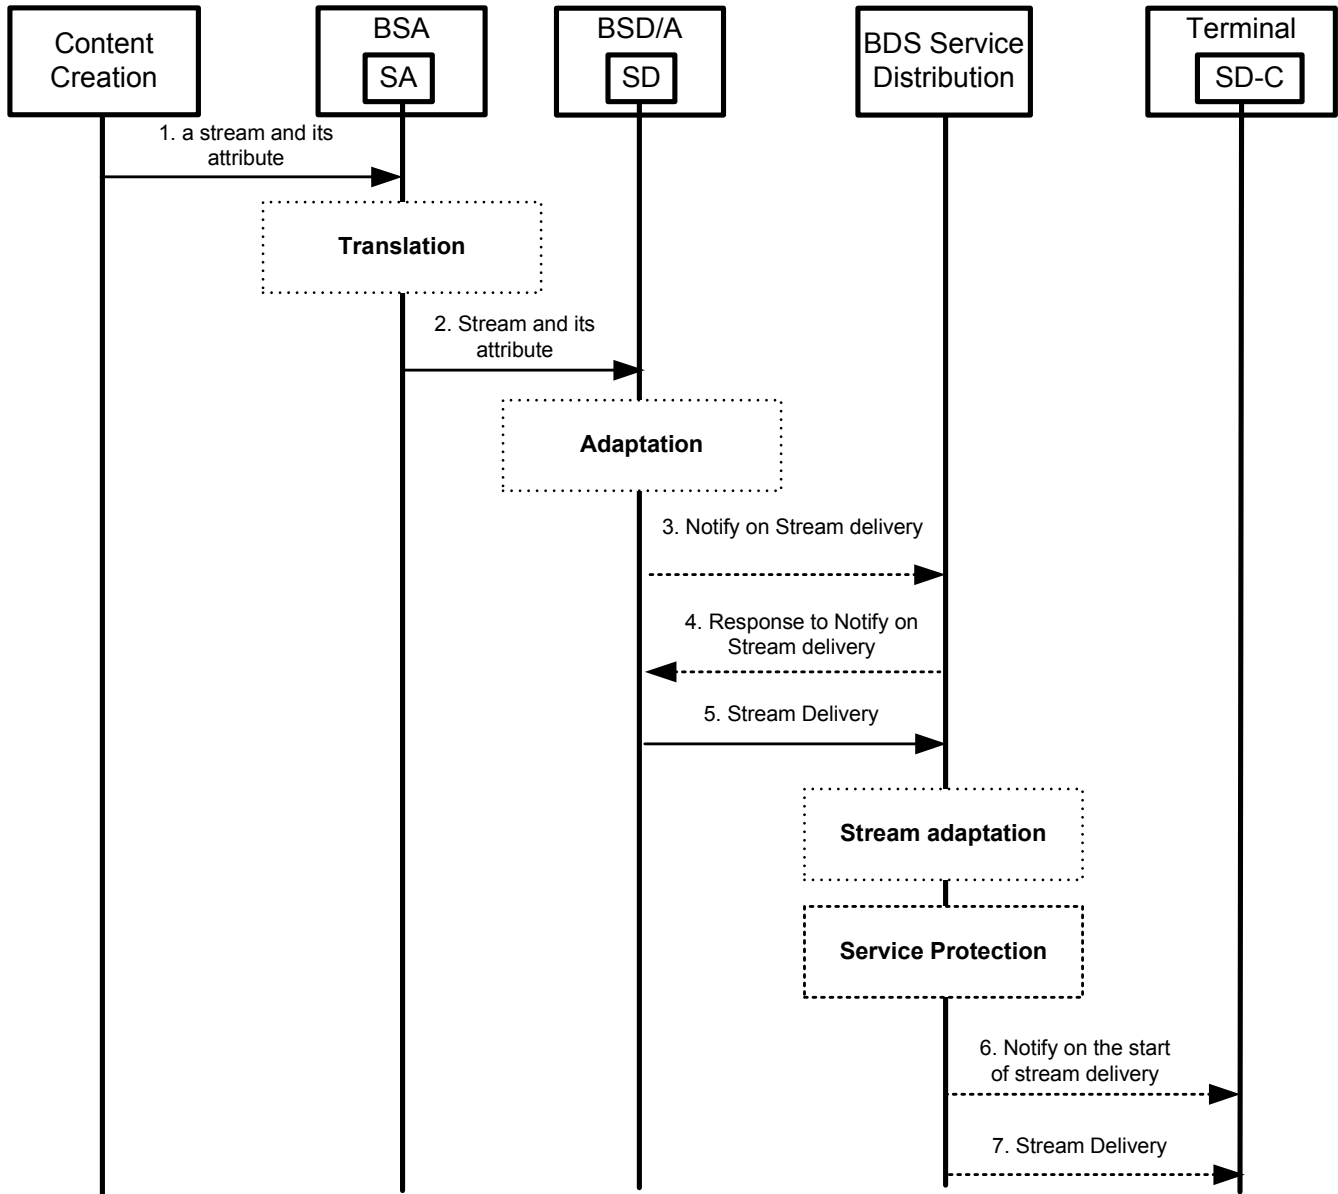 Content
Creation
BSA
SA
BSD/A
SD
BDS Service
Distribution
Terminal
SD-C
1. a stream and its
attribute
Translation
2. Stream and its
attribute
Adaptation
3. Notify on Stream delivery
4. Response to Notify on
Stream delivery
5. Stream Delivery
Stream adaptation
Service Protection
6. Notify on the start
of stream delivery
7. Stream Delivery